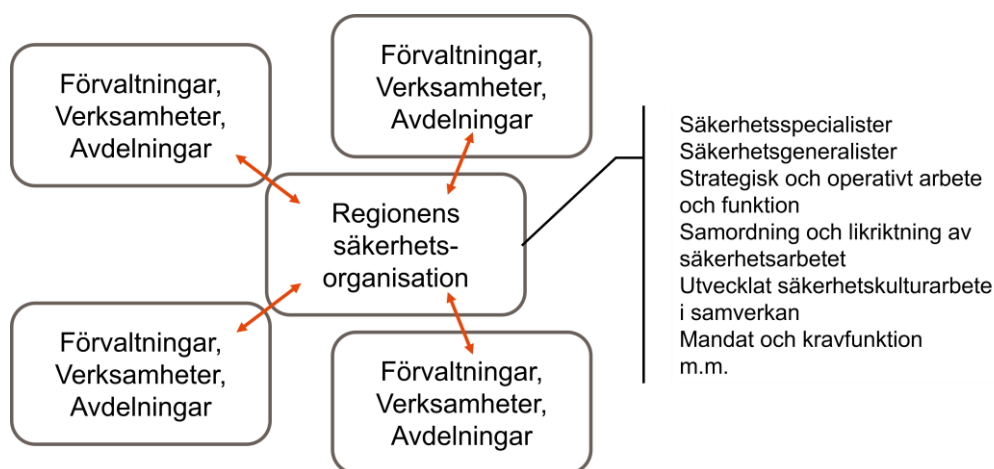 Förvaltningar,
Verksamheter,
Avdelningar
Förvaltningar,
Verksamheter,
Avdelningar
Regionens
säkerhets-
organisation
Förvaltningar,
Verksamheter,
Avdelningar
Förvaltningar,
Verksamheter,
Avdelningar
Säkerhetsspecialister
Säkerhetsgeneralister
Strategisk och operativt arbete
och funktion
Samordning och likriktning av
säkerhetsarbetet
Utvecklat säkerhetskulturarbete
i samverkan
Mandat och kravfunktion
m.m.